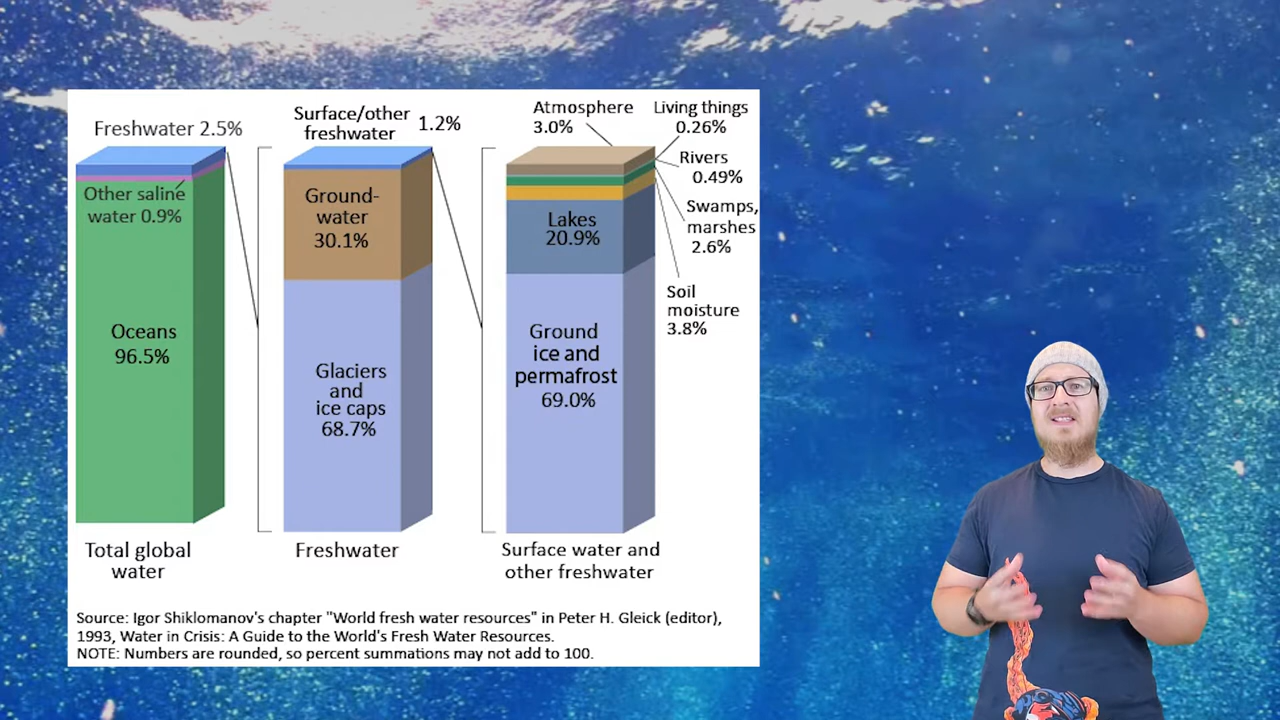 Freshwater 2.5%
Other saline
water 0.9%
Oceans
96.5%
Total global
water
Surface/other
freshwater
1.2%
Ground-
water
30.1%
Glaciers
and
ice caps
68.7%
Freshwater
Atmosphere
3.0%
Living things
0.26%
Rivers
0.49%
Swamps,
marshes
2.6%
Soil
moisture
3.8%
Lakes
20.9%
Ground
ice and
permafrost
69.0%
Surface water and
other freshwater
Source: Igor Shiklomanov's chapter "World fresh water resources" in Peter H. Gleick (editor),
1993, Water in Crisis: A Guide to the World's Fresh Water Resources.
NOTE: Numbers are rounded, so percent summations may not add to 100.